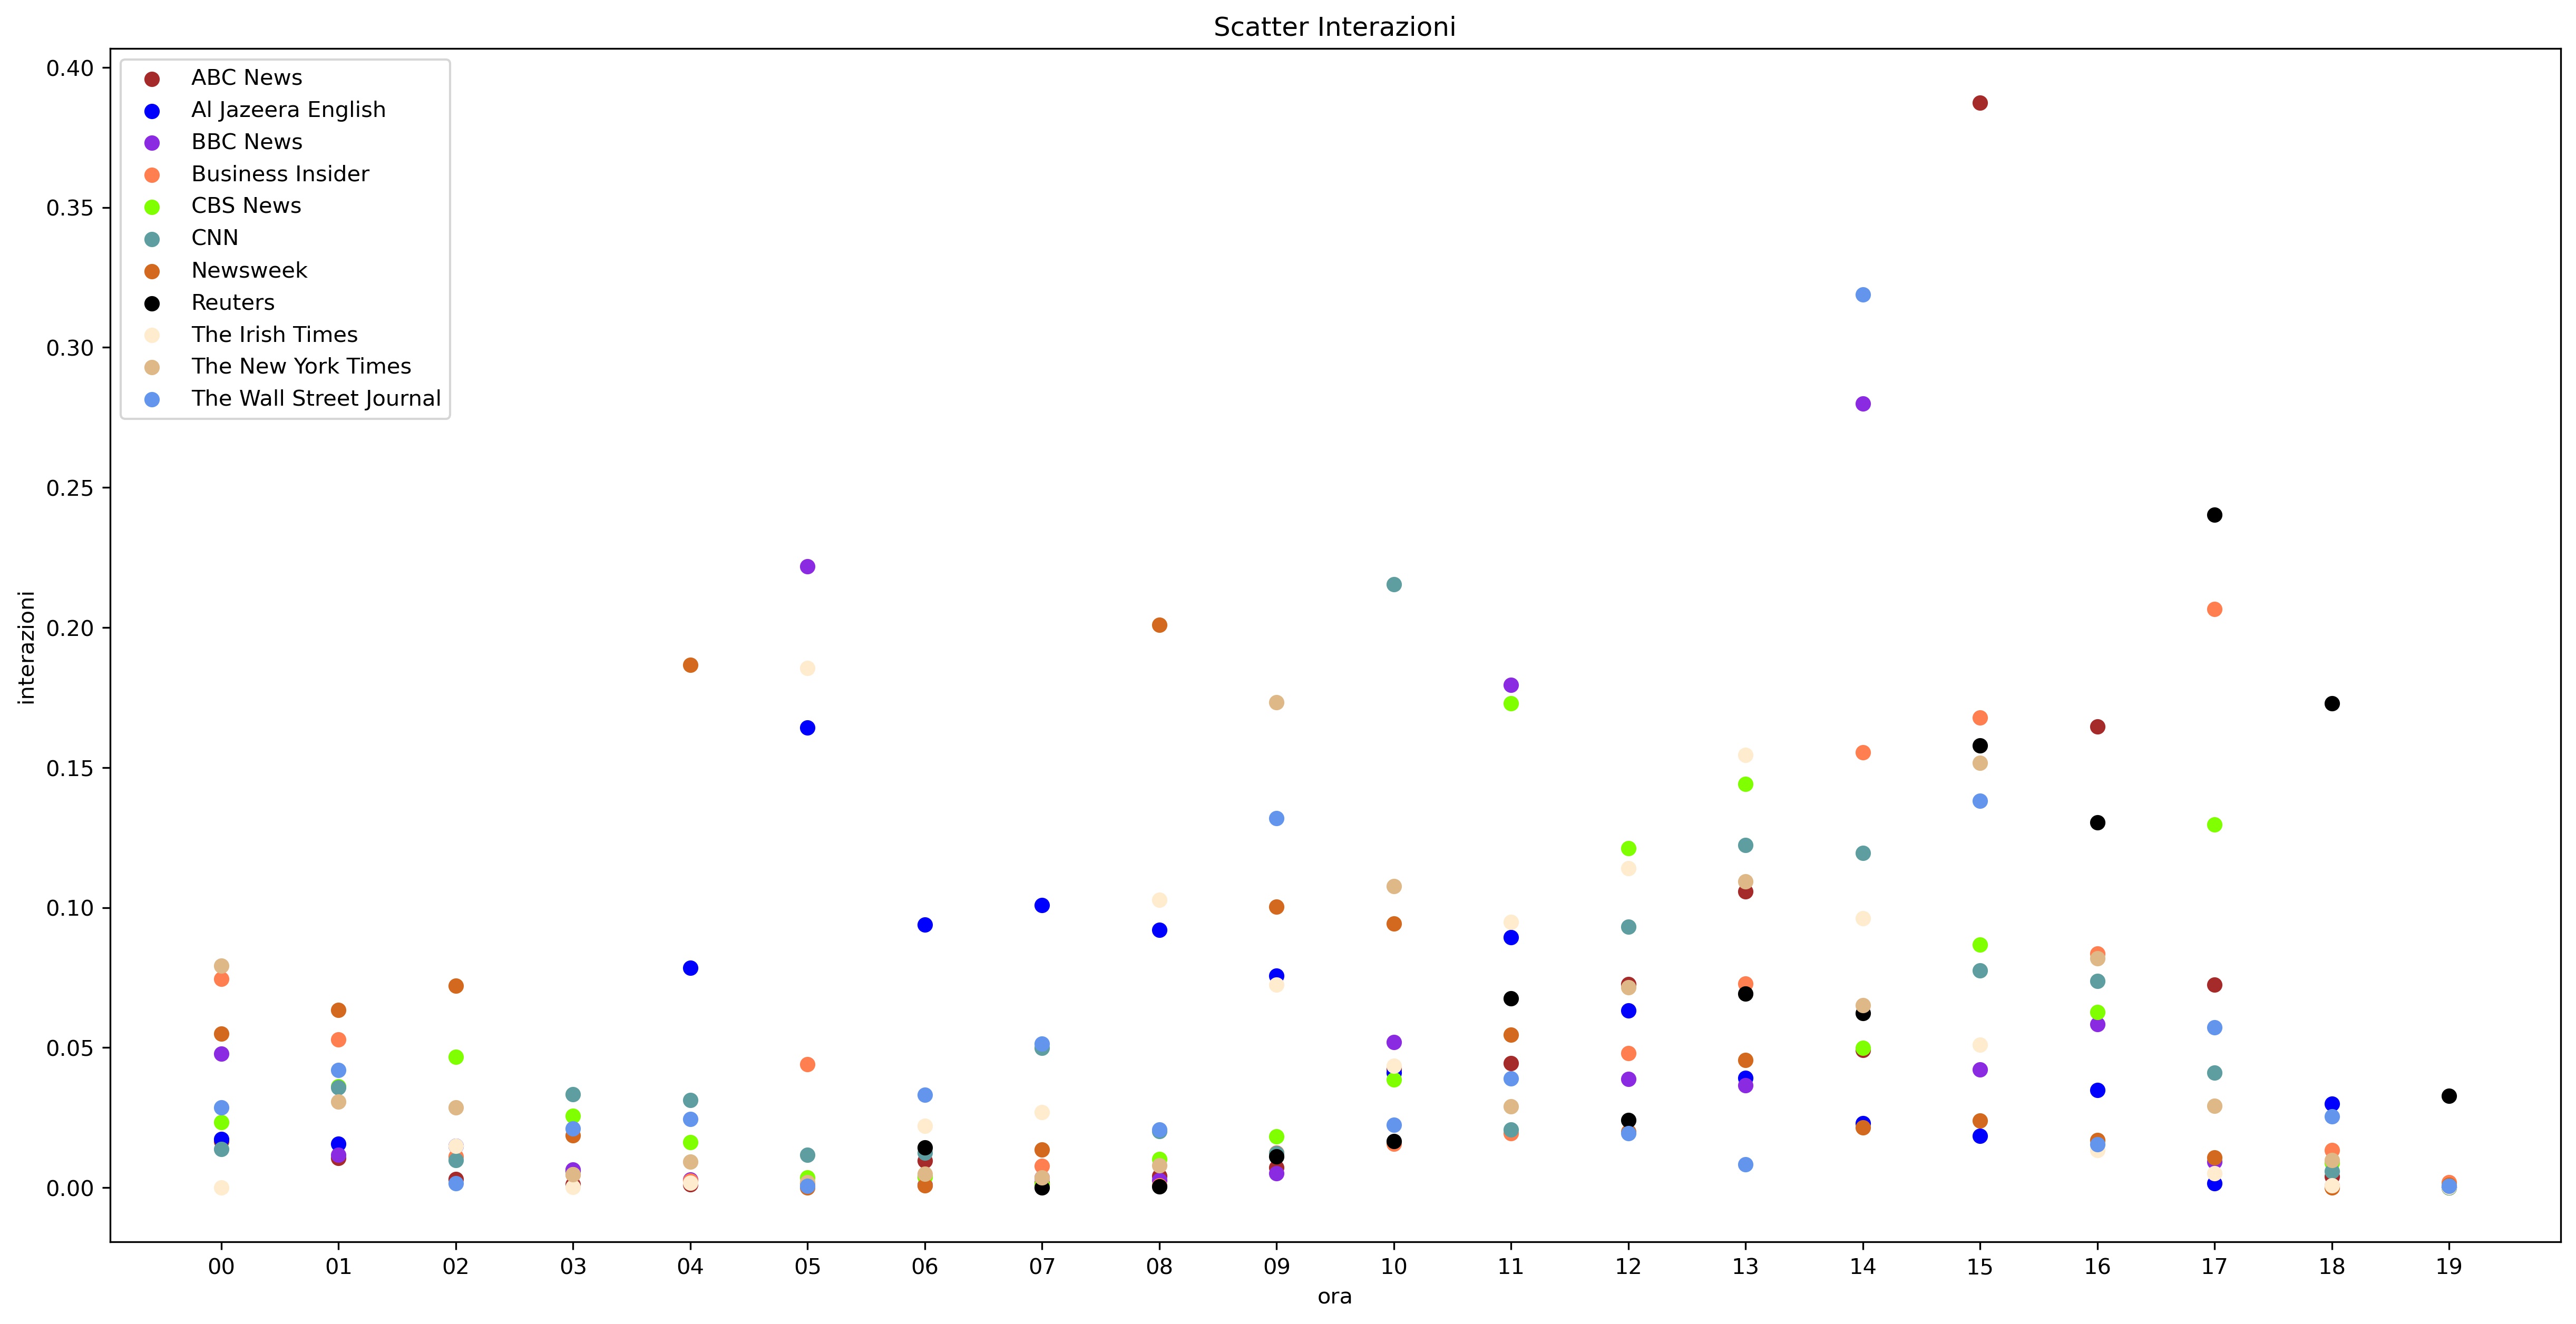 Scatter Interazioni
0.40
0.35
0.30
0.25
0.20
0.15
0.10
0.05
0.00
interazioni
ABC News
Al Jazeera English
BBC News
Business Insider
CBS News
CNN
Newsweek
Reuters
The Irish Times
The New York Times
The Wall Street Journal
00 01 02 03 04 05 06 07 08 09 10 11 12 13 14 15 16 17 18 19
ora